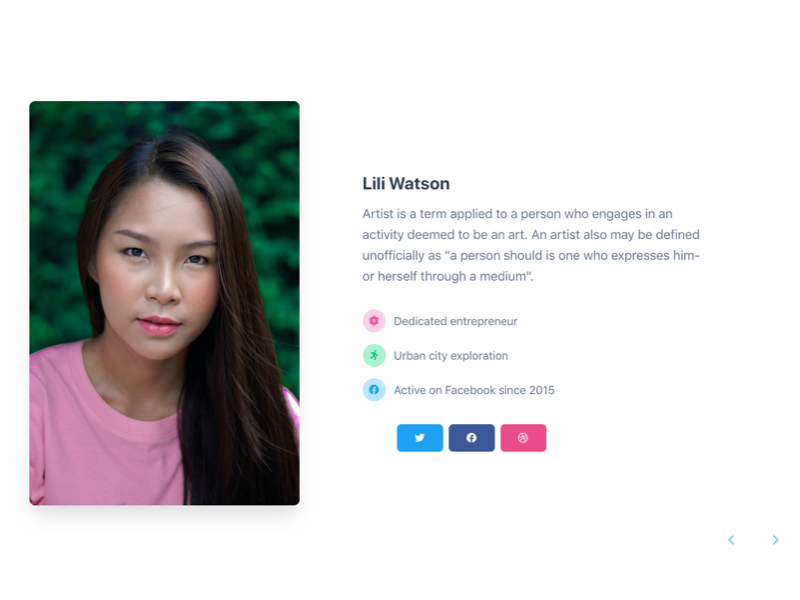 Lili Watson
Artist is a term applied to a person who engages in an
activity deemed to be an art. An artist also may be defined
unofficially as "a person should is one who expresses him-
or herself through a medium".
Dedicated entrepreneur
Urban city exploration
Active on Facebook since 2015